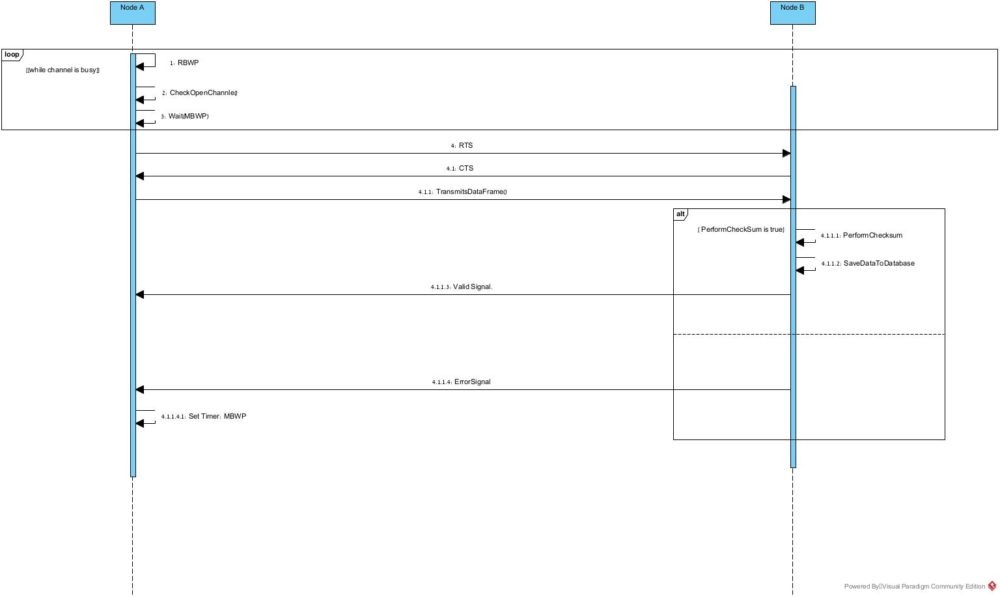 Node A
Node B
loop
[[while channel is busy]]
1: RBWP
2: CheckOpenChannle()
3: Wait(MBWP)
4: RTS
4.1: CTS
4.1.1: TransmitsDataFrame()
alt
[ PerformCheckSum is true]
4.1.1.1: PerformChecksum
4.1.1.2: SaveDataToDatabase
4.1.1.3: Valid Signal.
4.1.1.4: ErrorSignal
4.1.1.4.1: Set Timer: MBWP
Powered By Visual Paradigm Community Edition